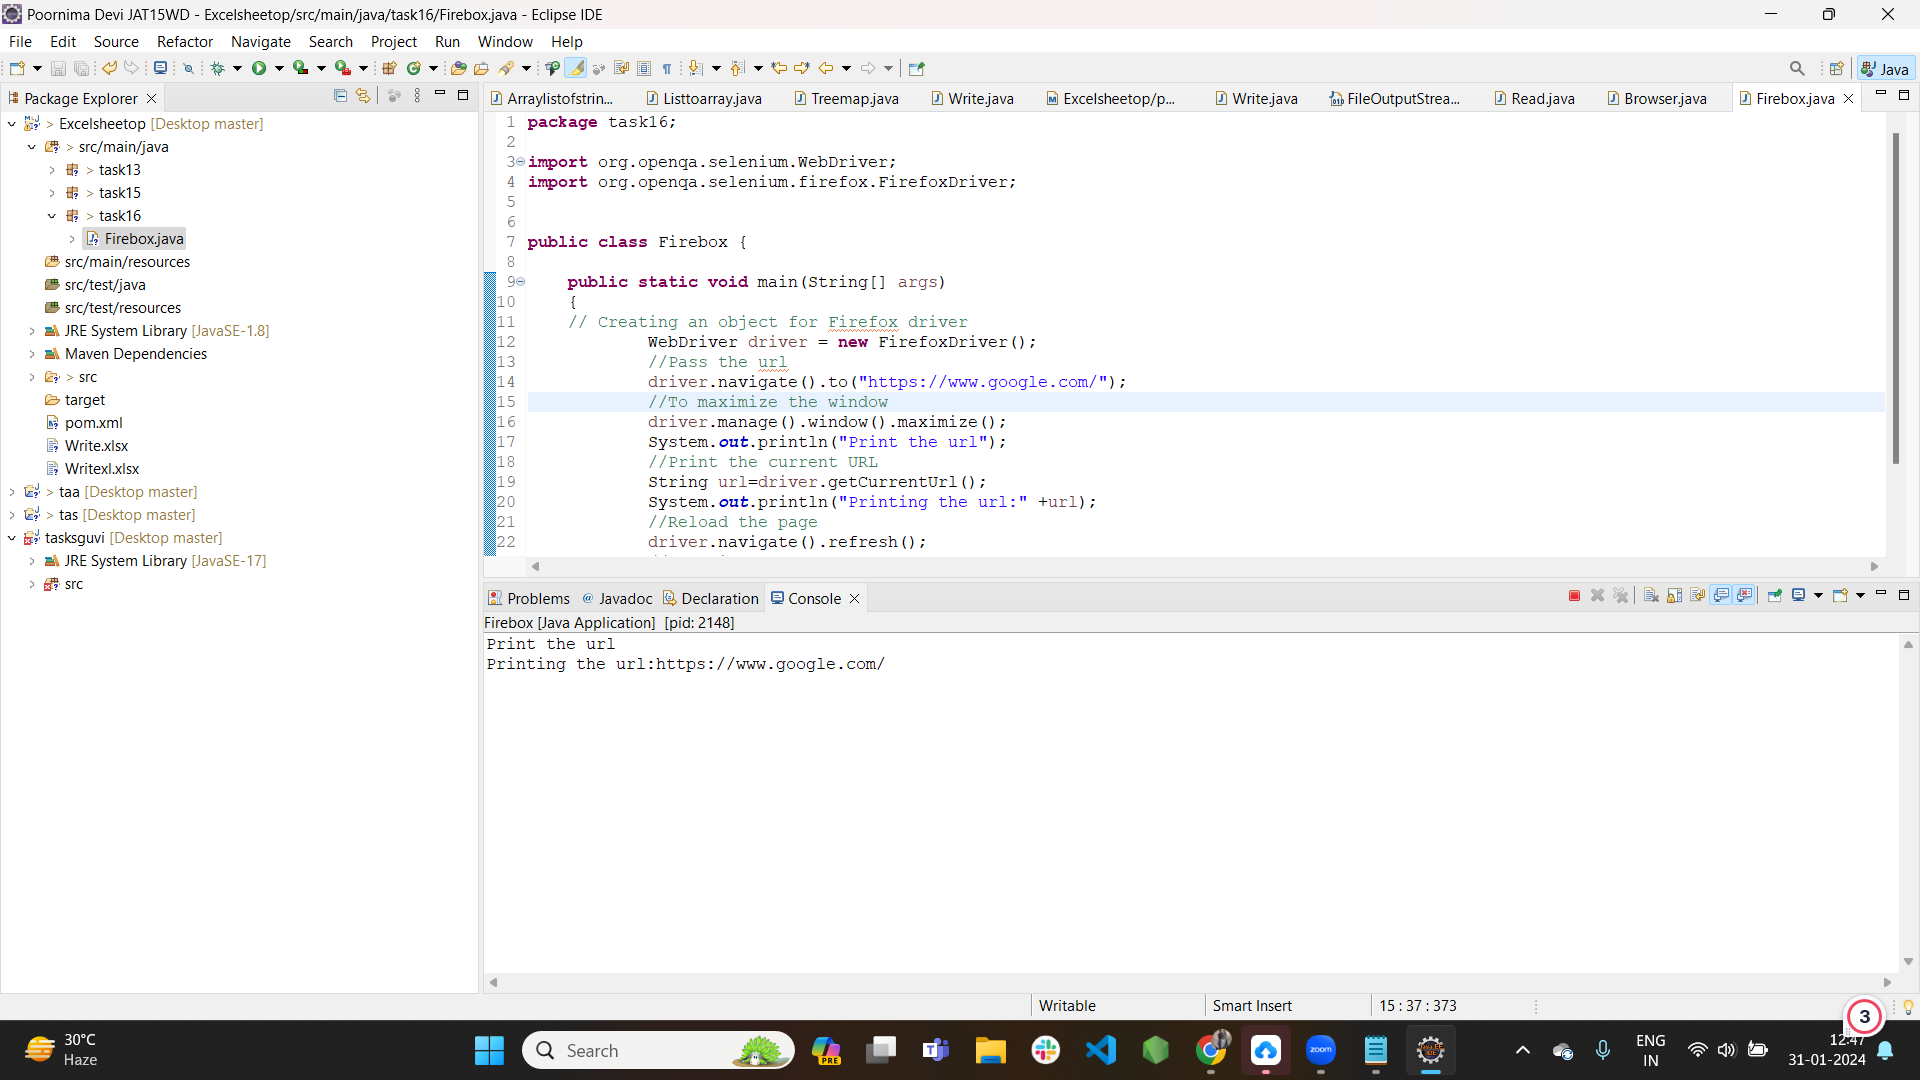 Poornima Devi JAT15WD - Excelsheetop/src/main/java/task16/Firebox.java - Eclipse IDE
File Edit Source Refactor Navigate Search Project Run Window Help
Java
Package Explorer
Excelsheetop [Desktop master]
src/main/java
task13
task15
task16
Firebox.java
src/main/resources
src/test/java
src/test/resources
JRE System Library [JavaSE-1.8]
Maven Dependencies
src
target
pom.xml
Write.xlsx
Writexl.xlsx
taa [Desktop master]
tas [Desktop master]
tasksguvi [Desktop master]
JRE System Library [JavaSE-17]
src
Arraylistofstrin... Listtoarray.java Treemap.java Write.java Excelsheetop/p... Write.java FileOutputStrea... Read.java Browser.java Firebox.java
1 package task16;
2
3 import org.openqa.selenium.WebDriver;
4 import org.openqa.selenium.firefox.FirefoxDriver;
5
6
7 public class Firebox {
8
9 public static void main(String[] args)
10 {
11 // Creating an object for Firefox driver
12 WebDriver driver = new FirefoxDriver();
13 //Pass the url
14 driver.navigate().to("https://www.google.com/");
15 //To maximize the window
16 driver.manage().window().maximize();
17 System.out.println("Print the url");
18 //Print the current URL
19 String url=driver.getCurrentUrl();
20 System.out.println("Printing the url:" +url);
21 //Reload the page
22 driver.navigate().refresh();
Problems Javadoc Declaration Console
Firebox [Java Application] [pid: 2148]
Print the url
Printing the url:https://www.google.com/
Writable Smart Insert 15 : 37 : 373
3
30°C
Haze
Search
PRE
zoom
ENG
IN
12:47
31-01-2024